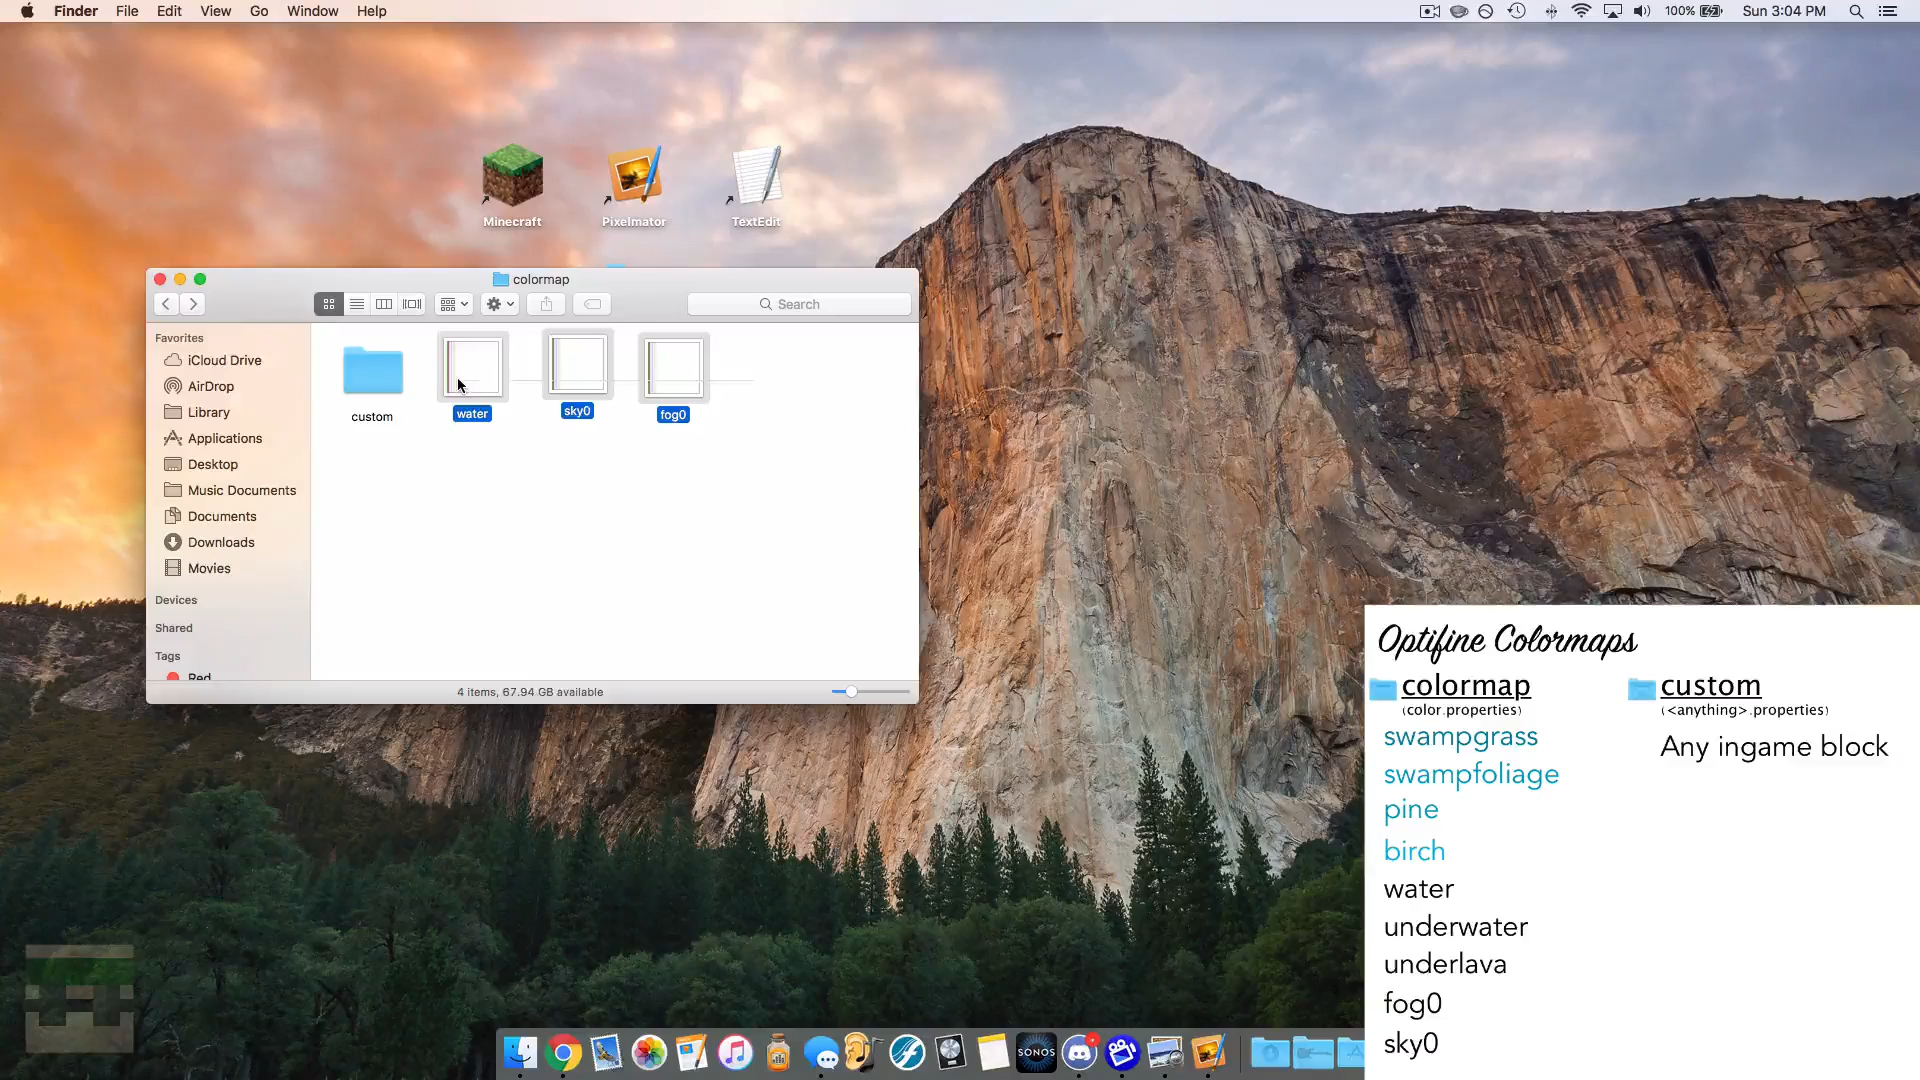 Finder File Edit View Go Window Help
100% Sun 3:04 PM
Minecraft
Pixelmator
TextEdit
colormap
Search
Favorites
iCloud Drive
AirDrop
Library
Applications
Desktop
Music Documents
Documents
Downloads
Movies
Devices
Shared
Tags
Red
custom
water
sky0
fog0
4 items, 67.94 GB available
Optifine Colormaps
colormap
(color.properties)
swampgrass
swampfoliage
pine
birch
water
underwater
underlava
fog0
sky0
custom
(<anything>.properties)
Any ingame block
SONOS